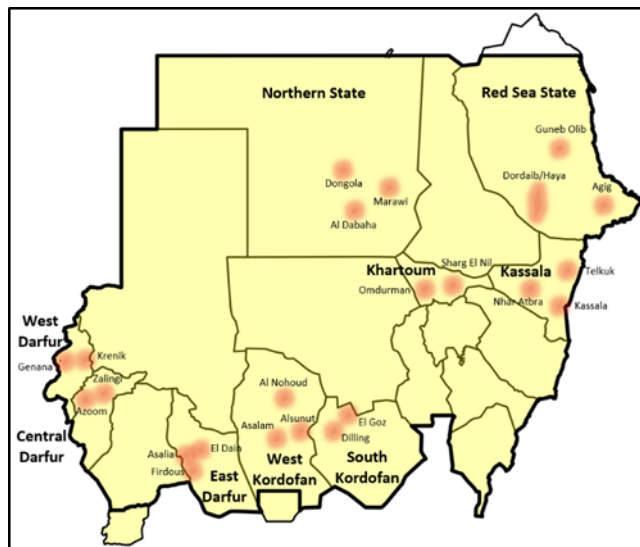 Northern State
Red Sea State
Guneb Olib
Dongola
Dordaib/Haya
Marawi
Agig
Al Dabaha
Sharg El Nil
Khartoum
Kassala
Telkuk
Omdurman
Nhar Atbra
Kassala
West
Darfur
Krenik
Genana
Zalingi
Al Nohoud
Azoom
Alsunut
El Goz
Asalam
Central
Darfur
Dilling
El Dain
Asalia
West
South
Firdous
East
Kordofan
Kordofan
Darfur